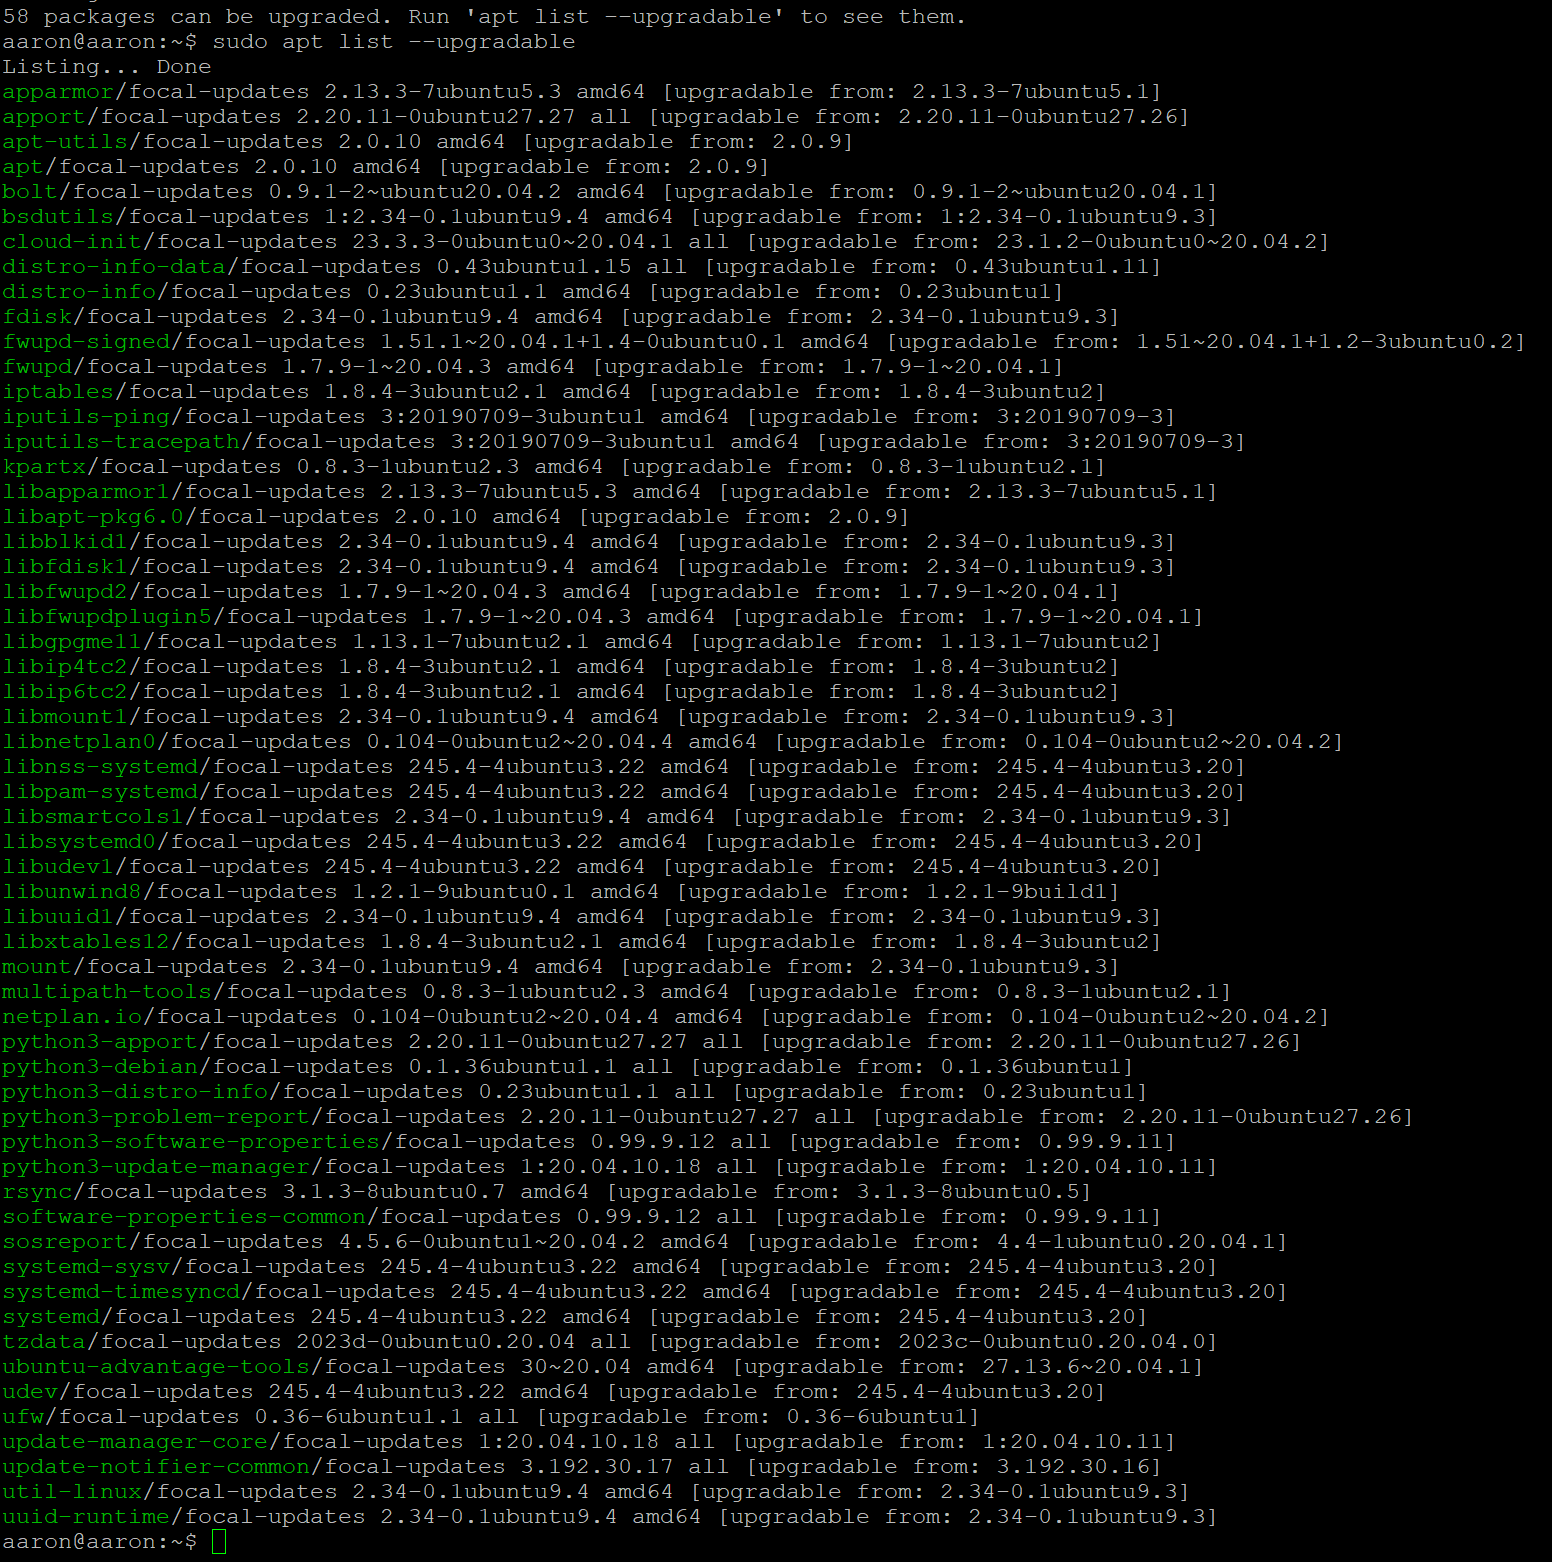 58 packages can be upgraded. Run 'apt list --upgradable' to see them.
aaron@aaron:~$ sudo apt list --upgradable
Listing... Done
apparmor/focal-updates 2.13.3-7ubuntu5.3 amd64 [upgradable from: 2.13.3-7ubuntu5.1]
apport/focal-updates 2.20.11-0ubuntu27.27 all [upgradable from: 2.20.11-0ubuntu27.26]
apt-utils/focal-updates 2.0.10 amd64 [upgradable from: 2.0.9]
apt/focal-updates 2.0.10 amd64 [upgradable from: 2.0.9]
bolt/focal-updates 0.9.1-2~ubuntu20.04.2 amd64 [upgradable from: 0.9.1-2~ubuntu20.04.1]
bsdutils/focal-updates 1:2.34-0.1ubuntu9.4 amd64 [upgradable from: 1:2.34-0.1ubuntu9.3]
cloud-init/focal-updates 23.3.3-0ubuntu0~20.04.1 all [upgradable from: 23.1.2-0ubuntu0~20.04.2]
distro-info-data/focal-updates 0.43ubuntu1.15 all [upgradable from: 0.43ubuntu1.11]
distro-info/focal-updates 0.23ubuntu1.1 amd64 [upgradable from: 0.23ubuntu1]
fdisk/focal-updates 2.34-0.1ubuntu9.4 amd64 [upgradable from: 2.34-0.1ubuntu9.3]
fwupd-signed/focal-updates 1.51.1~20.04.1+1.4-0ubuntu0.1 amd64 [upgradable from: 1.51~20.04.1+1.2-3ubuntu0.2]
fwupd/focal-updates 1.7.9-1~20.04.3 amd64 [upgradable from: 1.7.9-1~20.04.1]
iptables/focal-updates 1.8.4-3ubuntu2.1 amd64 [upgradable from: 1.8.4-3ubuntu2]
iputils-ping/focal-updates 3:20190709-3ubuntu1 amd64 [upgradable from: 3:20190709-3]
iputils-tracepath/focal-updates 3:20190709-3ubuntu1 amd64 [upgradable from: 3:20190709-3]
kpartx/focal-updates 0.8.3-1ubuntu2.3 amd64 [upgradable from: 0.8.3-1ubuntu2.1]
libapparmor1/focal-updates 2.13.3-7ubuntu5.3 amd64 [upgradable from: 2.13.3-7ubuntu5.1]
libapt-pkg6.0/focal-updates 2.0.10 amd64 [upgradable from: 2.0.9]
libblkid1/focal-updates 2.34-0.1ubuntu9.4 amd64 [upgradable from: 2.34-0.1ubuntu9.3]
libfdisk1/focal-updates 2.34-0.1ubuntu9.4 amd64 [upgradable from: 2.34-0.1ubuntu9.3]
libfwupd2/focal-updates 1.7.9-1~20.04.3 amd64 [upgradable from: 1.7.9-1~20.04.1]
libfwupdplugin5/focal-updates 1.7.9-1~20.04.3 amd64 [upgradable from: 1.7.9-1~20.04.1]
libgpgme11/focal-updates 1.13.1-7ubuntu2.1 amd64 [upgradable from: 1.13.1-7ubuntu2]
libip4tc2/focal-updates 1.8.4-3ubuntu2.1 amd64 [upgradable from: 1.8.4-3ubuntu2]
libip6tc2/focal-updates 1.8.4-3ubuntu2.1 amd64 [upgradable from: 1.8.4-3ubuntu2]
libmount1/focal-updates 2.34-0.1ubuntu9.4 amd64 [upgradable from: 2.34-0.1ubuntu9.3]
libnetplan0/focal-updates 0.104-0ubuntu2~20.04.4 amd64 [upgradable from: 0.104-0ubuntu2~20.04.2]
libnss-systemd/focal-updates 245.4-4ubuntu3.22 amd64 [upgradable from: 245.4-4ubuntu3.20]
libpam-systemd/focal-updates 245.4-4ubuntu3.22 amd64 [upgradable from: 245.4-4ubuntu3.20]
libsmartcols1/focal-updates 2.34-0.1ubuntu9.4 amd64 [upgradable from: 2.34-0.1ubuntu9.3]
libsystemd0/focal-updates 245.4-4ubuntu3.22 amd64 [upgradable from: 245.4-4ubuntu3.20]
libudev1/focal-updates 245.4-4ubuntu3.22 amd64 [upgradable from: 245.4-4ubuntu3.20]
libunwind8/focal-updates 1.2.1-9ubuntu0.1 amd64 [upgradable from: 1.2.1-9build1]
libuuid1/focal-updates 2.34-0.1ubuntu9.4 amd64 [upgradable from: 2.34-0.1ubuntu9.3]
libxtables12/focal-updates 1.8.4-3ubuntu2.1 amd64 [upgradable from: 1.8.4-3ubuntu2]
mount/focal-updates 2.34-0.1ubuntu9.4 amd64 [upgradable from: 2.34-0.1ubuntu9.3]
multipath-tools/focal-updates 0.8.3-1ubuntu2.3 amd64 [upgradable from: 0.8.3-1ubuntu2.1]
netplan.io/focal-updates 0.104-0ubuntu2~20.04.4 amd64 [upgradable from: 0.104-0ubuntu2~20.04.2]
python3-apport/focal-updates 2.20.11-0ubuntu27.27 all [upgradable from: 2.20.11-0ubuntu27.26]
python3-debian/focal-updates 0.1.36ubuntu1.1 all [upgradable from: 0.1.36ubuntu1]
python3-distro-info/focal-updates 0.23ubuntu1.1 all [upgradable from: 0.23ubuntu1]
python3-problem-report/focal-updates 2.20.11-0ubuntu27.27 all [upgradable from: 2.20.11-0ubuntu27.26]
python3-software-properties/focal-updates 0.99.9.12 all [upgradable from: 0.99.9.11]
python3-update-manager/focal-updates 1:20.04.10.18 all [upgradable from: 1:20.04.10.11]
rsync/focal-updates 3.1.3-8ubuntu0.7 amd64 [upgradable from: 3.1.3-8ubuntu0.5]
software-properties-common/focal-updates 0.99.9.12 all [upgradable from: 0.99.9.11]
sosreport/focal-updates 4.5.6-0ubuntu1~20.04.2 amd64 [upgradable from: 4.4-1ubuntu0.20.04.1]
systemd-sysv/focal-updates 245.4-4ubuntu3.22 amd64 [upgradable from: 245.4-4ubuntu3.20]
systemd-timesyncd/focal-updates 245.4-4ubuntu3.22 amd64 [upgradable from: 245.4-4ubuntu3.20]
systemd/focal-updates 245.4-4ubuntu3.22 amd64 [upgradable from: 245.4-4ubuntu3.20]
tzdata/focal-updates 2023d-0ubuntu0.20.04 all [upgradable from: 2023c-0ubuntu0.20.04.0]
ubuntu-advantage-tools/focal-updates 30~20.04 amd64 [upgradable from: 27.13.6~20.04.1]
udev/focal-updates 245.4-4ubuntu3.22 amd64 [upgradable from: 245.4-4ubuntu3.20]
ufw/focal-updates 0.36-6ubuntu1.1 all [upgradable from: 0.36-6ubuntu1]
update-manager-core/focal-updates 1:20.04.10.18 all [upgradable from: 1:20.04.10.11]
update-notifier-common/focal-updates 3.192.30.17 all [upgradable from: 3.192.30.16]
util-linux/focal-updates 2.34-0.1ubuntu9.4 amd64 [upgradable from: 2.34-0.1ubuntu9.3]
uuid-runtime/focal-updates 2.34-0.1ubuntu9.4 amd64 [upgradable from: 2.34-0.1ubuntu9.3]
aaron@aaron:~$